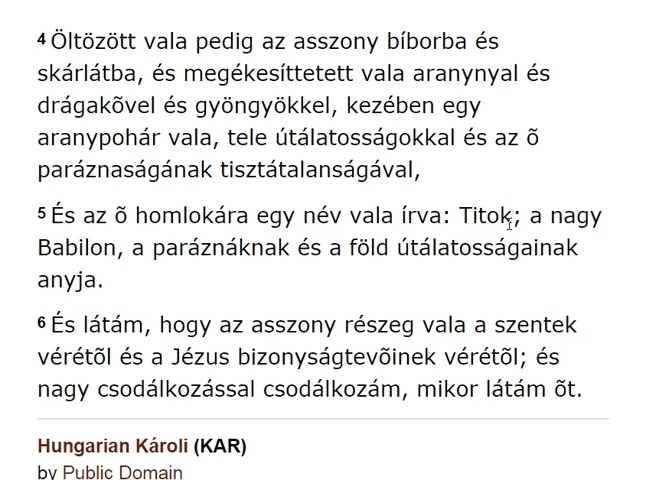 4 Öltözött vala pedig az asszony bíborba és
skárlátba, és megékesíttetett vala aranynyal és
drágakõvel és gyöngyökkel, kezében egy
aranypohár vala, tele útálatosságokkal és az õ
paráznaságának tisztátalanságával,
5 És az õ homlokára egy név vala írva: Titok; a nagy
Babilon, a paráznáknak és a föld útálatosságainak
anyja.
6 És látám, hogy az asszony részeg vala a szentek
vérétõl és a Jézus bizonyságtevõinek vérétõl; és
nagy csodálkozással csodálkozám, mikor látám õt.
Hungarian Károli (KAR)
by Public Domain